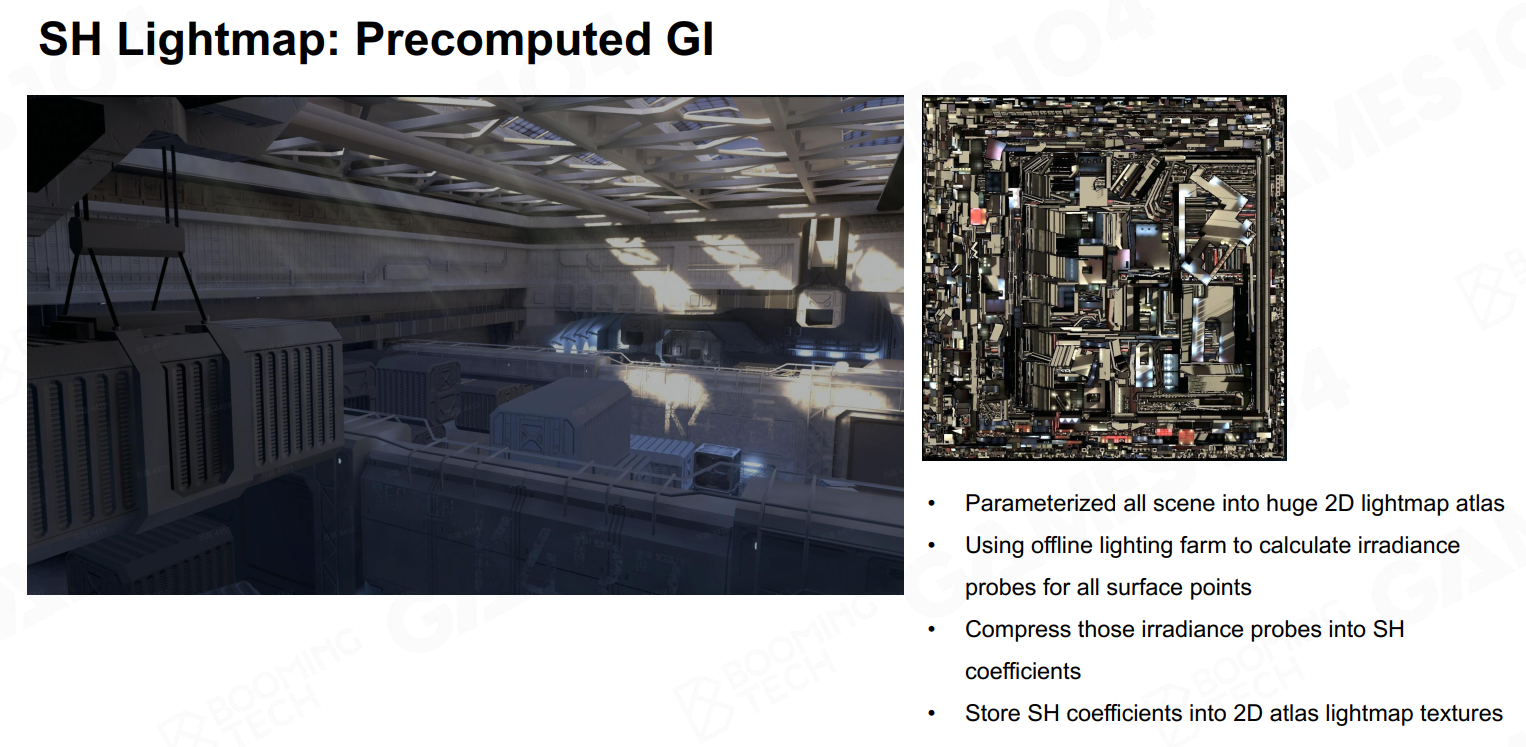 SH Lightmap: Precomputed GI
• Parameterized all scene into huge 2D lightmap atlas
• Using offline lighting farm to calculate irradiance
probes for all surface points
• Compress those irradiance probes into SH
coefficients
• Store SH coefficients into 2D atlas lightmap textures
GAMES 104
BOOMING
TECH